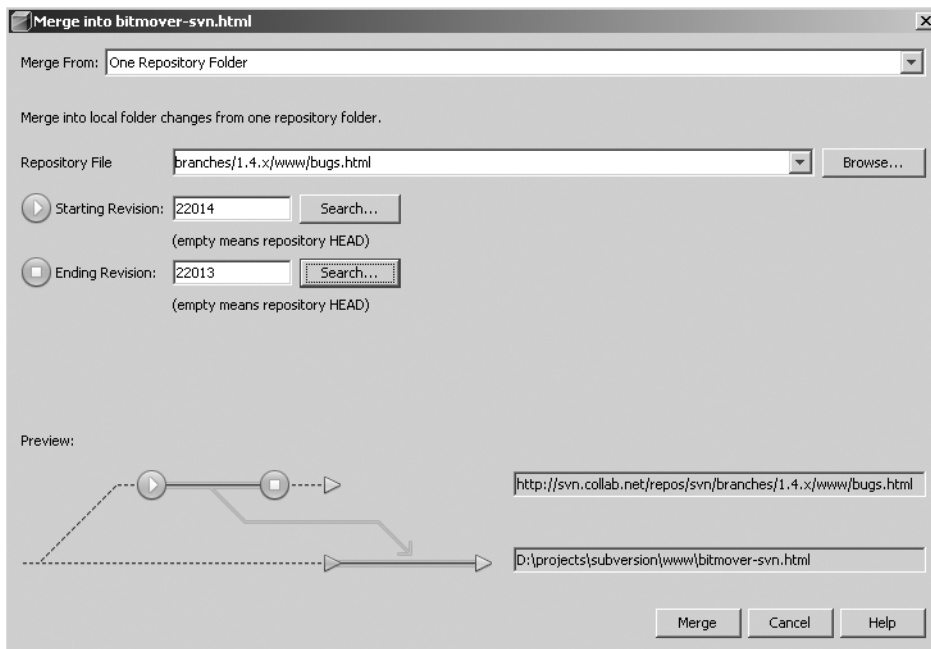 Merge into bitmover-svn.html
Merge From: One Repository Folder
Merge into local folder changes from one repository folder.
Repository File branches/1.4.x/www/bugs.html Browse...
Starting Revision: 22014 Search...
(empty means repository HEAD)
Ending Revision: 22013 Search...
(empty means repository HEAD)
Preview:
http://svn.collab.net/repos/svn/branches/1.4.x/www/bugs.html
D:\projects\subversion\www\bitmover-svn.html
Merge Cancel Help